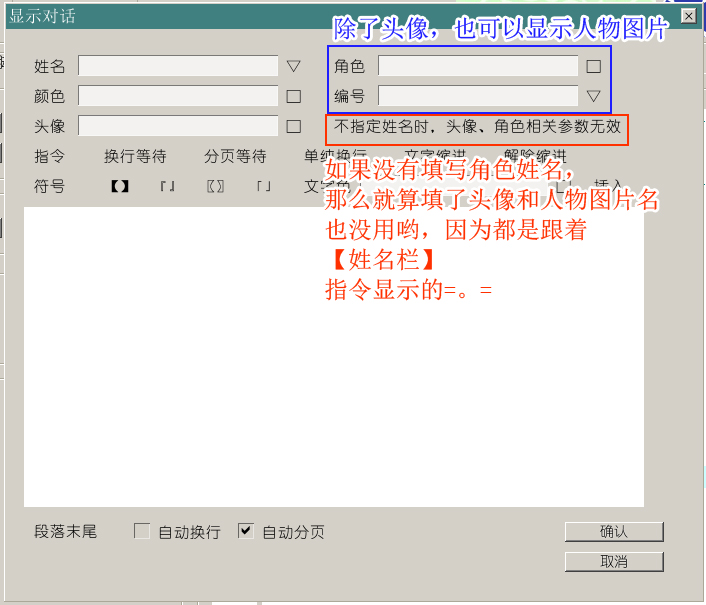 显示对话
除了头像，也可以显示人物图片
姓名 角色
颜色 编号
头像 不指定姓名时，头像、角色相关参数无效
指令 换行等待 分页等待 单纯换行 文字缩进 解除缩进
符号 【】 『』 〖〗 「」 文字色 插入
如果没有填写角色姓名，
那么就算填了头像和人物图片名
也没用哟，因为都是跟着
【姓名栏】
指令显示的=。=
段落末尾 自动换行 自动分页 确认
取消